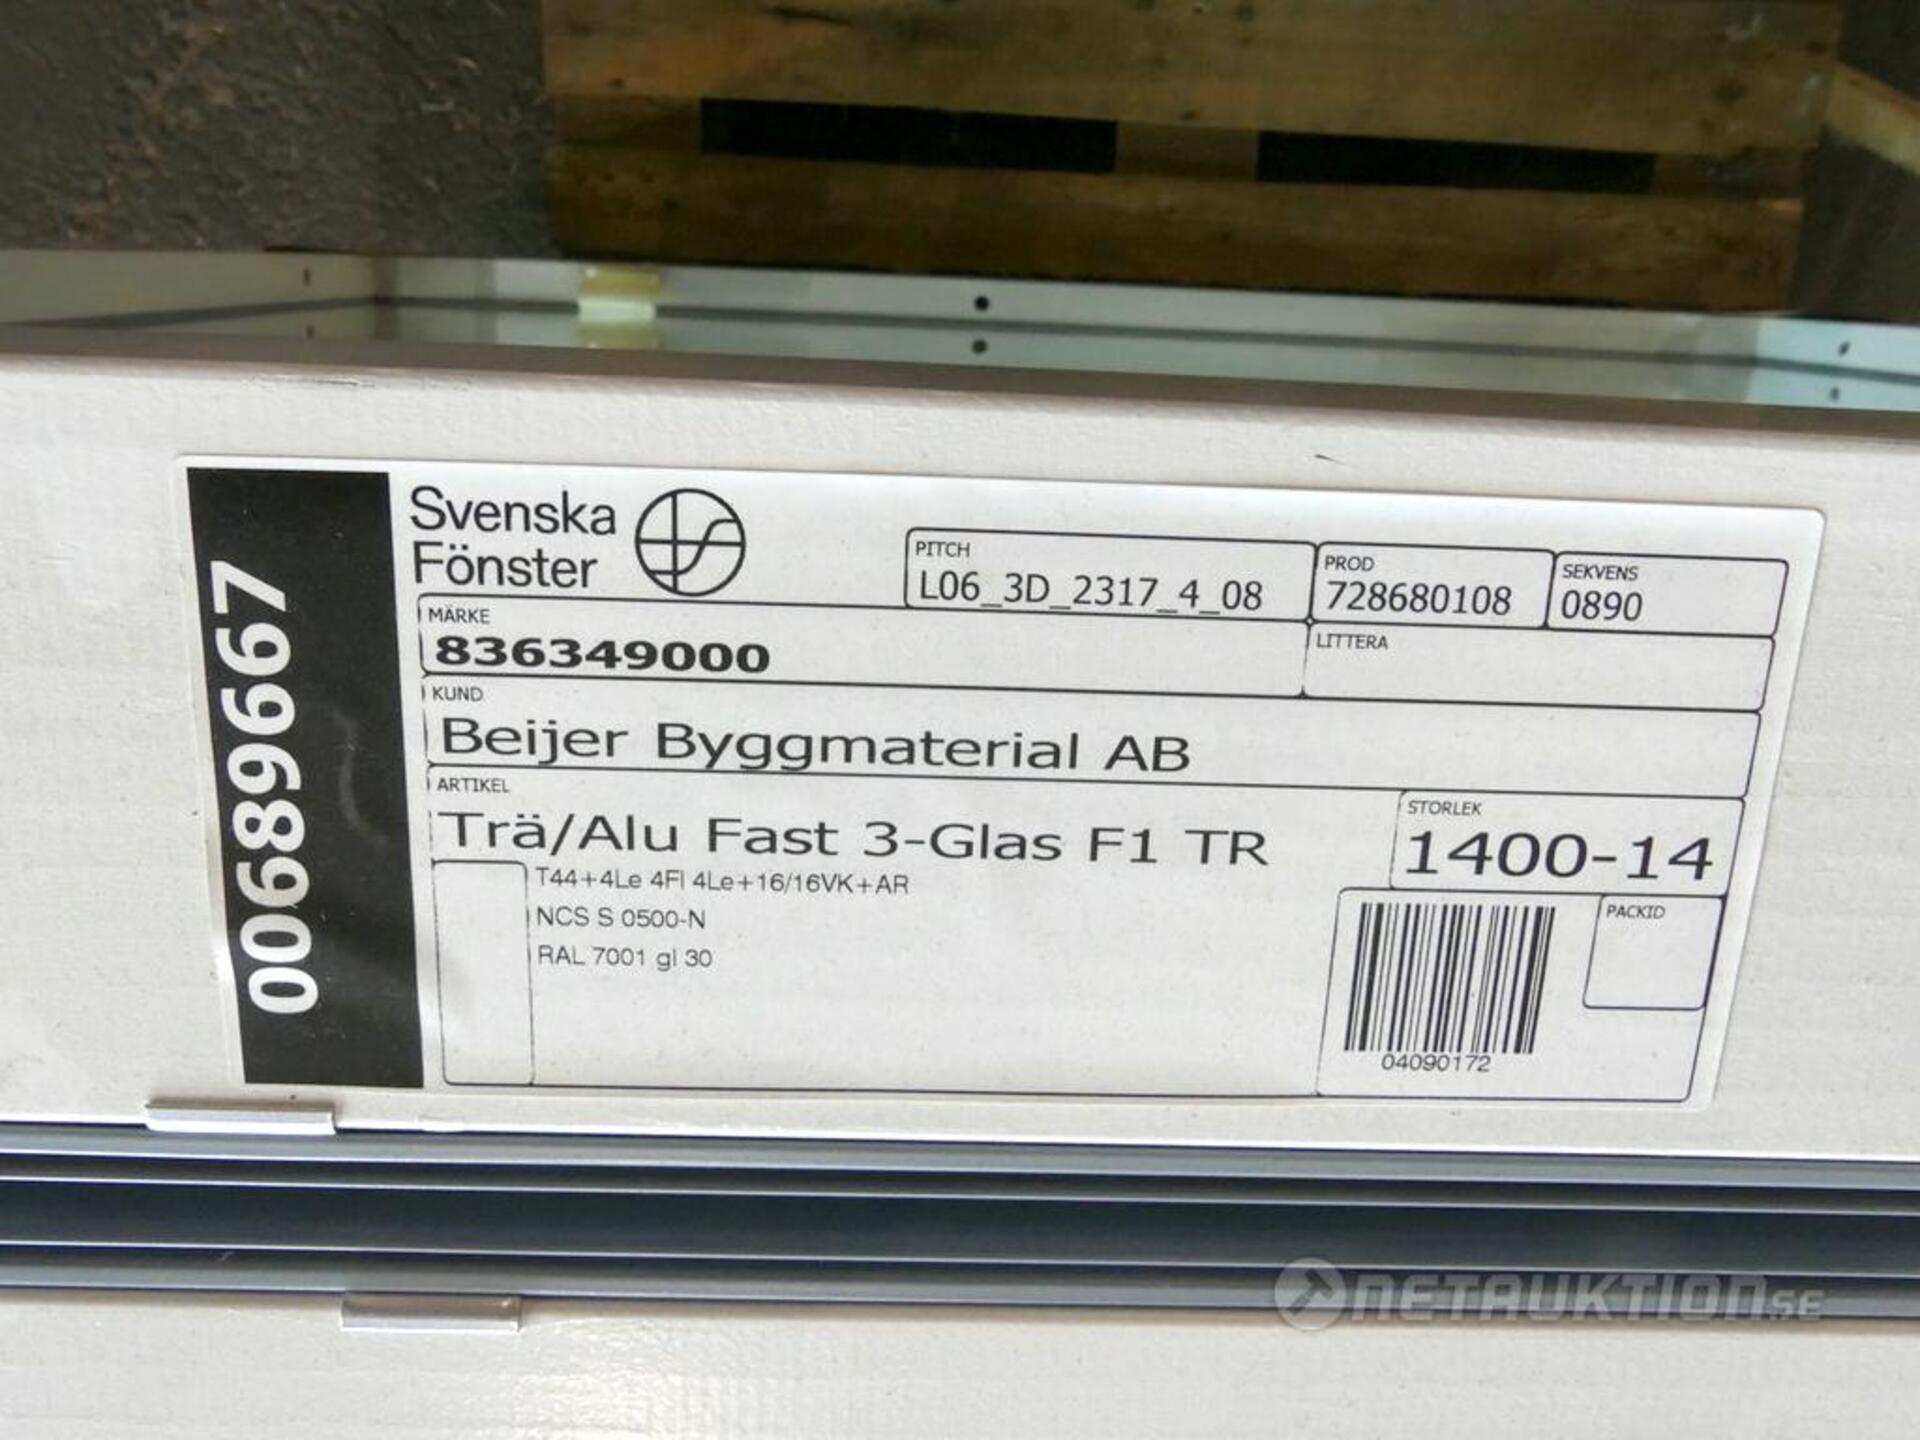 00689667
Svenska
Fönster
PITCH
L06_3D_2317_4_08
PROD
728680108
SEKVENS
0890
MÄRKE
836349000
LITTERA
KUND
Beijer Byggmaterial AB
ARTIKEL
Trä/Alu Fast 3-Glas F1 TR
STORLEK
1400-14
T44+4Le 4Fl 4Le+16/16VK+AR
NCS S 0500-N
RAL 7001 gl 30
PACKID
04090172
NETAUKTION.SE